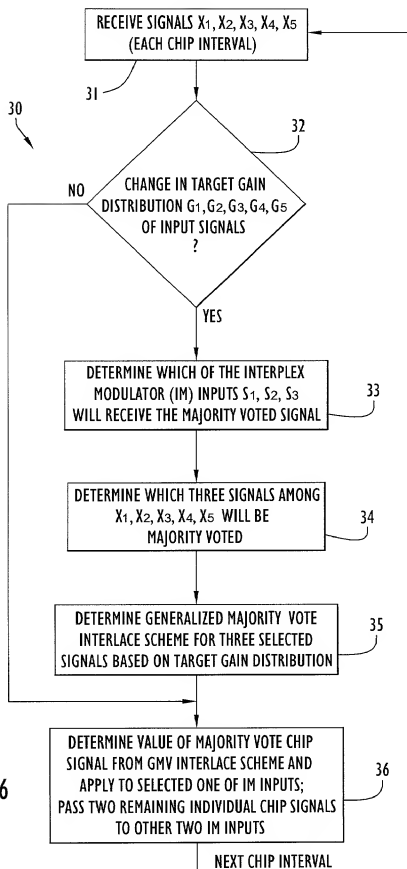 RECEIVE SIGNALS X1, X2, X3, X4, X5
(EACH CHIP INTERVAL)
31
30
32
NO
CHANGE IN TARGET GAIN
DISTRIBUTION G1, G2, G3, G4, G5
OF INPUT SIGNALS
?
YES
DETERMINE WHICH OF THE INTERPLEX
MODULATOR (IM) INPUTS S1, S2, S3
WILL RECEIVE THE MAJORITY VOTED SIGNAL
33
DETERMINE WHICH THREE SIGNALS AMONG
X1, X2, X3, X4, X5 WILL BE
MAJORITY VOTED
34
DETERMINE GENERALIZED MAJORITY VOTE
INTERLACE SCHEME FOR THREE SELECTED
SIGNALS BASED ON TARGET GAIN DISTRIBUTION
35
DETERMINE VALUE OF MAJORITY VOTE CHIP
SIGNAL FROM GMV INTERLACE SCHEME AND
APPLY TO SELECTED ONE OF IM INPUTS;
PASS TWO REMAINING INDIVIDUAL CHIP SIGNALS
TO OTHER TWO IM INPUTS
36
6
NEXT CHIP INTERVAL